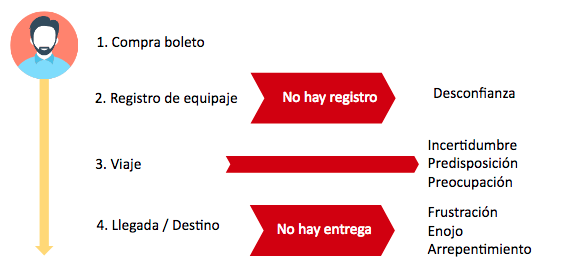 1. Compra boleto
2. Registro de equipaje
No hay registro
Desconfianza
3. Viaje
Incertidumbre
Predisposición
Preocupación
4. Llegada / Destino
No hay entrega
Frustración
Enojo
Arrepentimiento